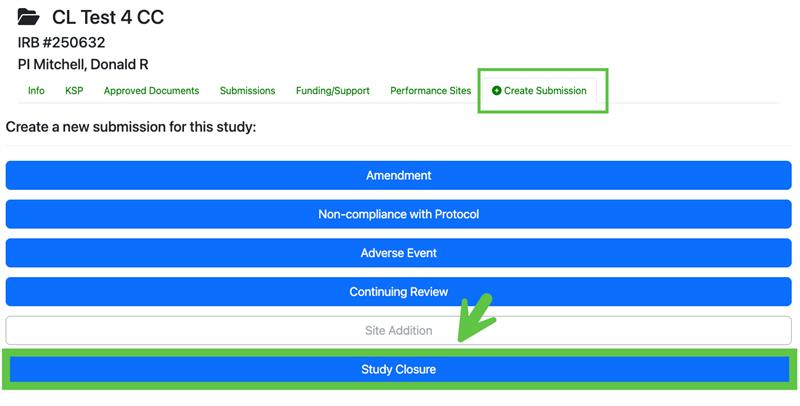 CL Test 4 CC
IRB #250632
PI Mitchell, Donald R
Info KSP Approved Documents Submissions Funding/Support Performance Sites Create Submission
Create a new submission for this study:
Amendment
Non-compliance with Protocol
Adverse Event
Continuing Review
Site Addition
Study Closure